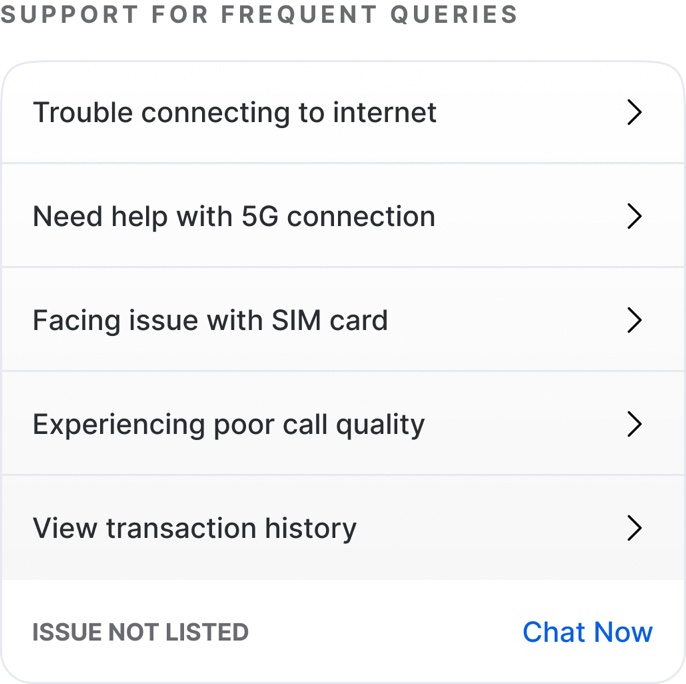 SUPPORT FOR FREQUENT QUERIES
Trouble connecting to internet
Need help with 5G connection
Facing issue with SIM card
Experiencing poor call quality
View transaction history
ISSUE NOT LISTED Chat Now